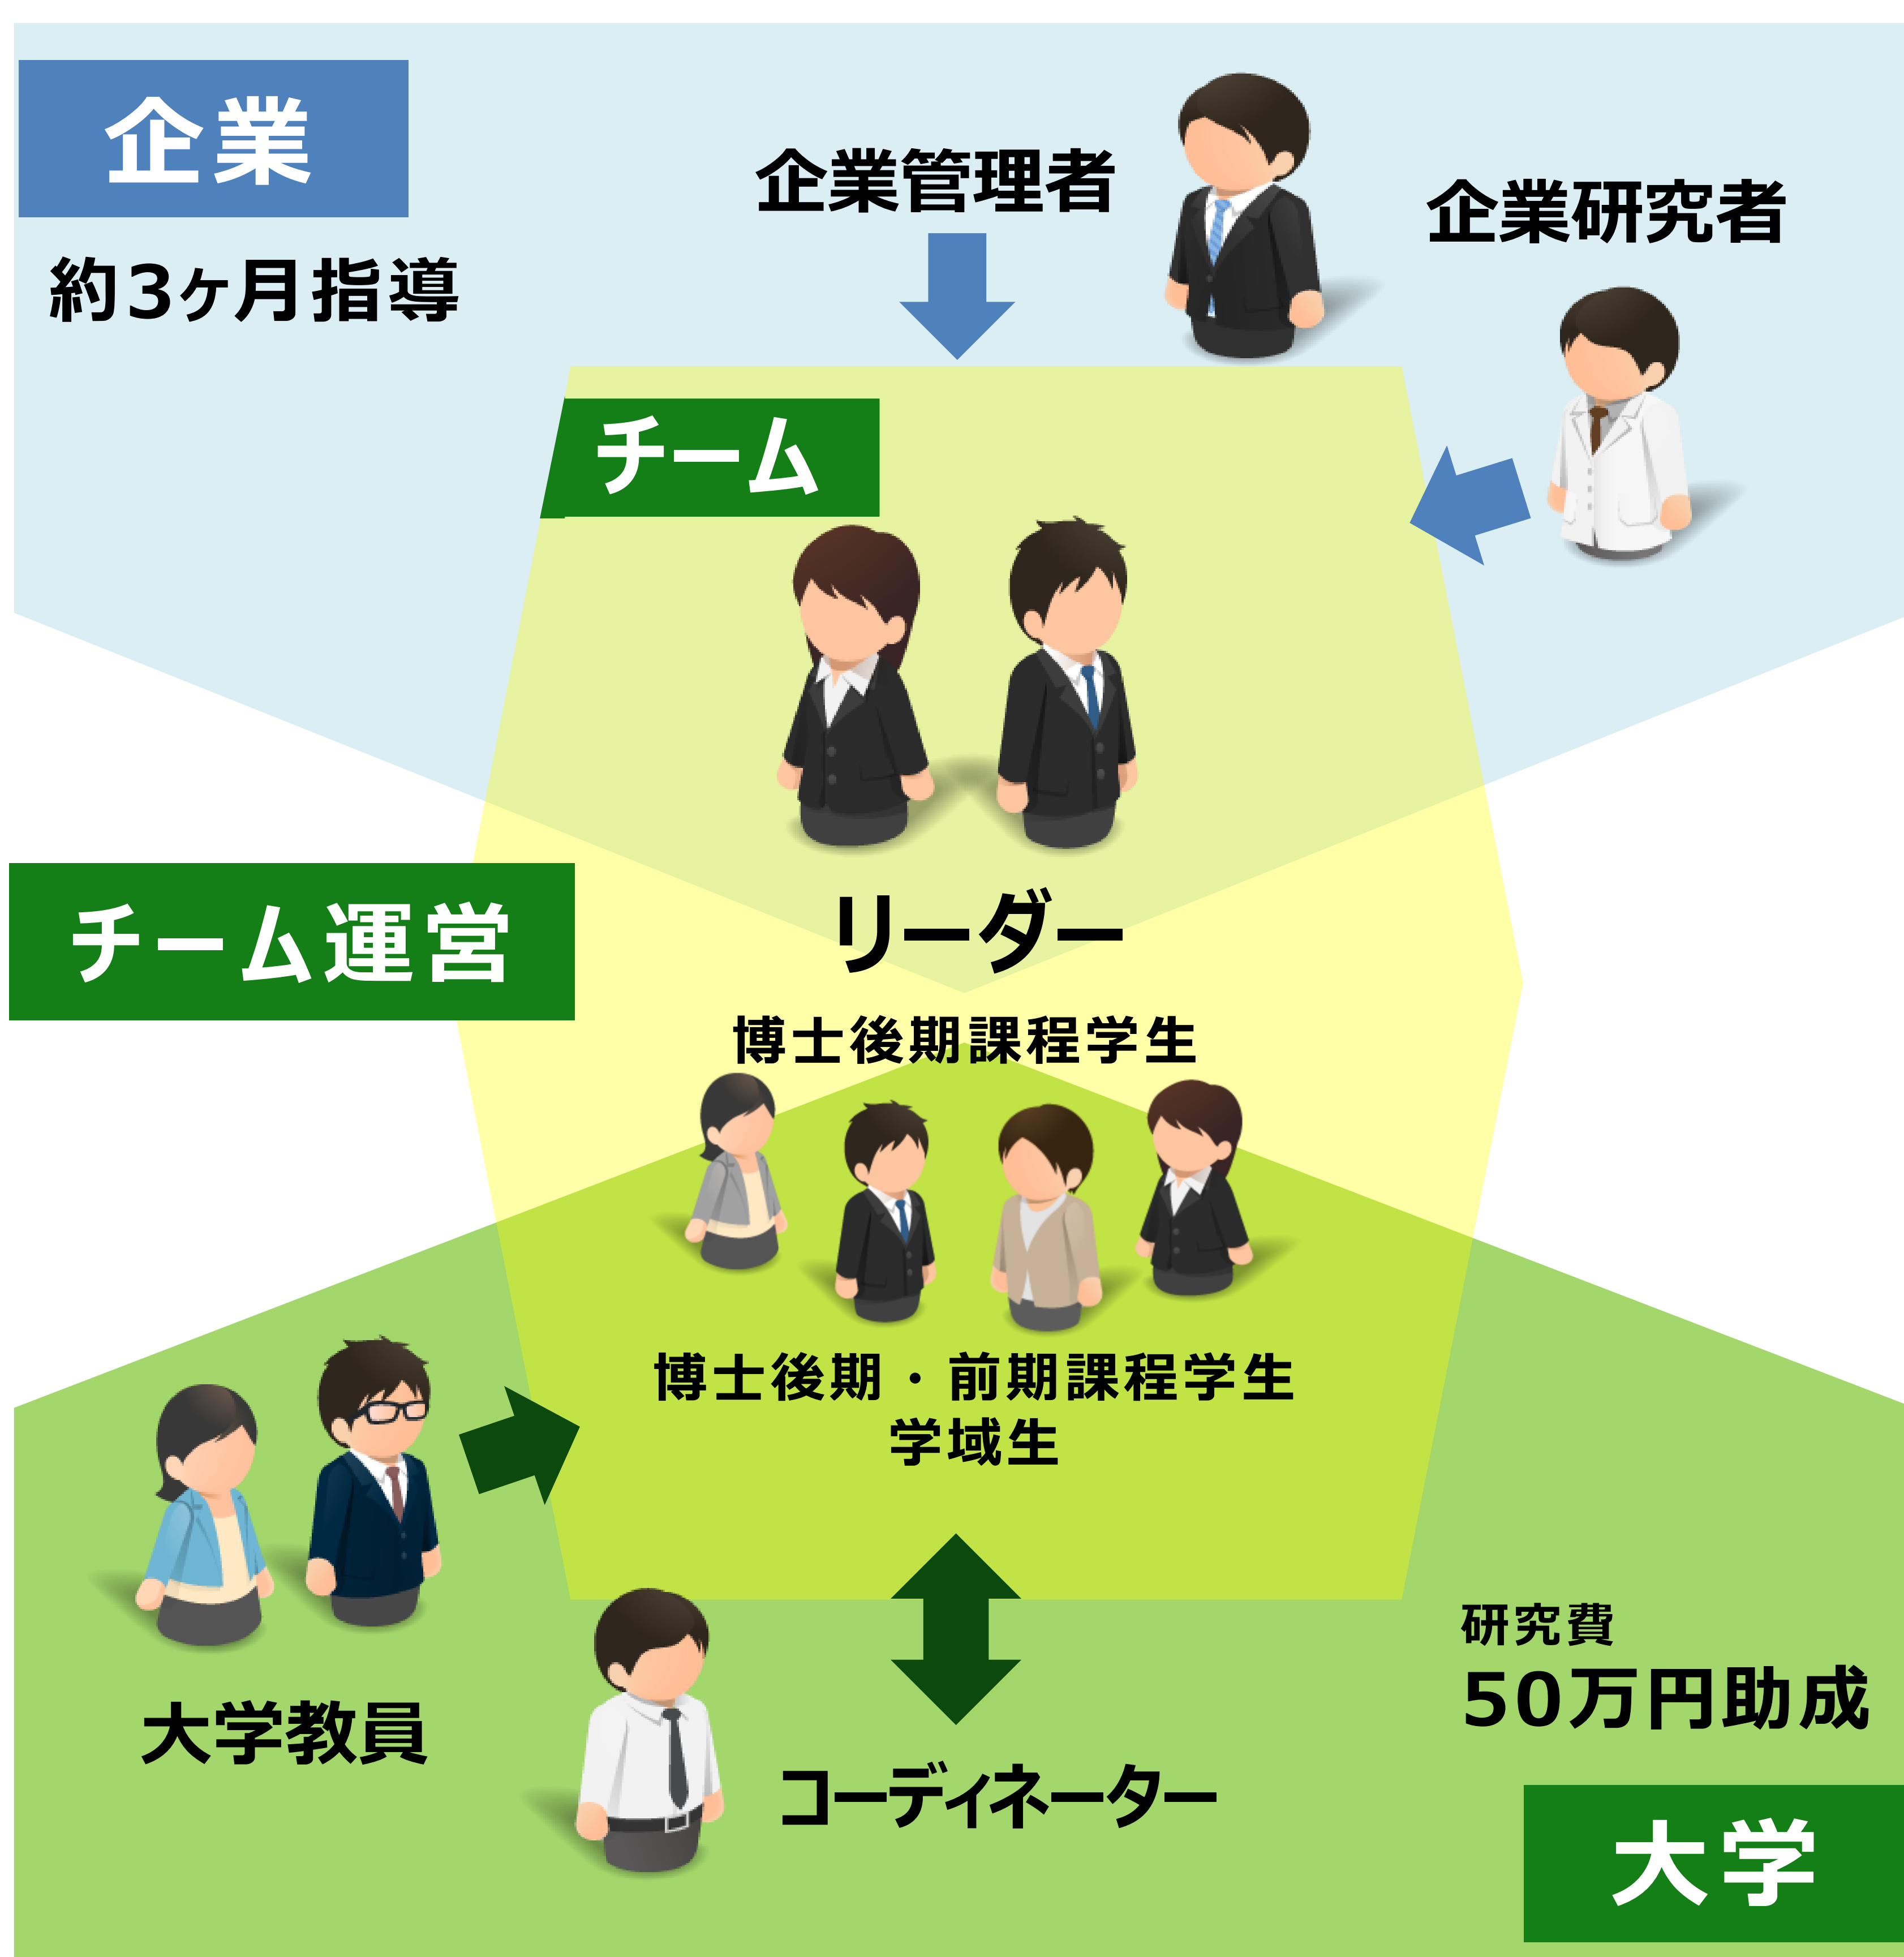 企業
約3ヶ月指導
企業管理者
企業研究者
チーム
チーム運営
リーダー
博士後期課程学生
博士後期・前期課程学生
学域生
大学教員
コーディネーター
研究費
50万円助成
大学